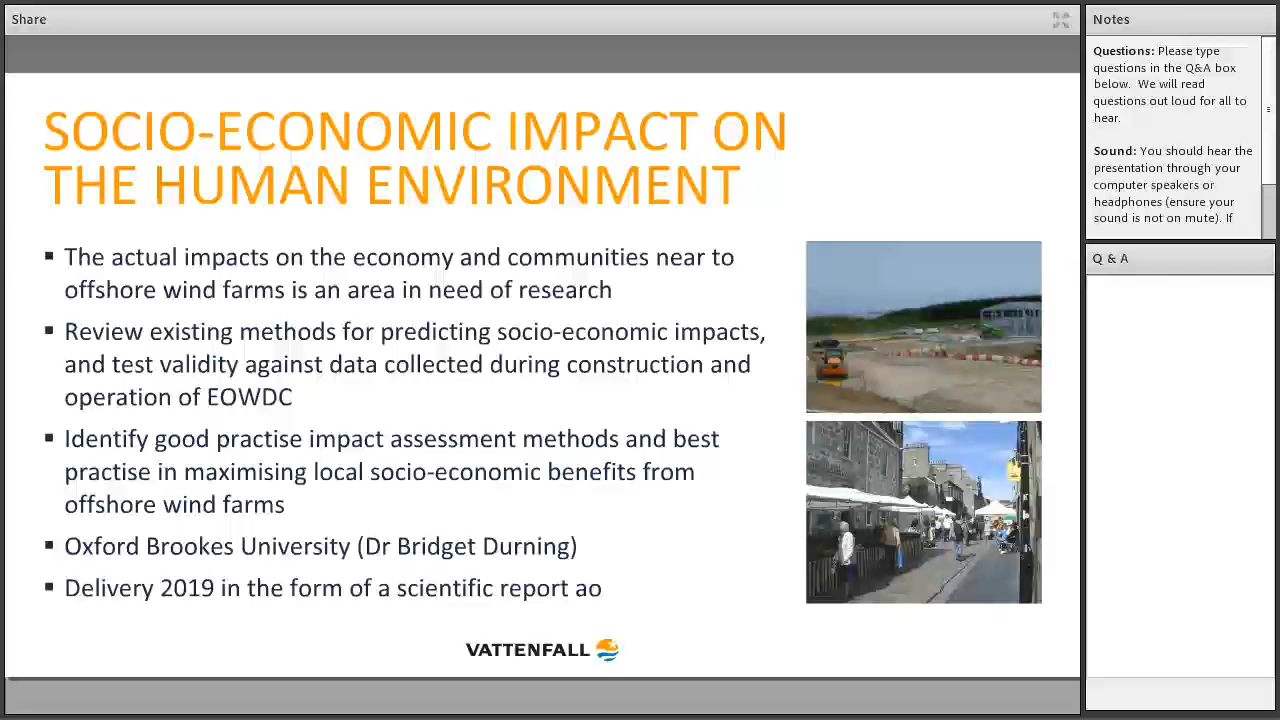 Share
SOCIO-ECONOMIC IMPACT ON
THE HUMAN ENVIRONMENT
▪ The actual impacts on the economy and communities near to
offshore wind farms is an area in need of research
▪ Review existing methods for predicting socio-economic impacts,
and test validity against data collected during construction and
operation of EOWDC
▪ Identify good practise impact assessment methods and best
practise in maximising local socio-economic benefits from
offshore wind farms
▪ Oxford Brookes University (Dr Bridget Durning)
▪ Delivery 2019 in the form of a scientific report ao
VATTENFALL
Notes
Questions: Please type
questions in the Q&A box
below. We will read
questions out loud for all to
hear.
Sound: You should hear the
presentation through your
computer speakers or
headphones (ensure your
sound is not on mute). If
Q & A